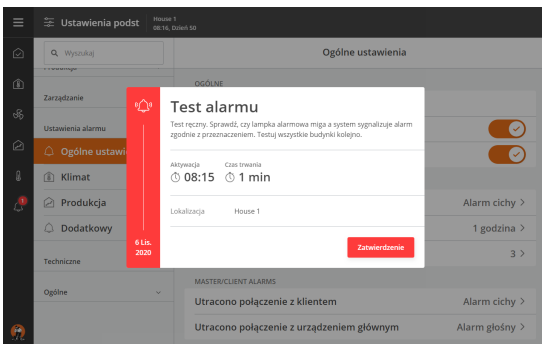 Ustawienia podst
House 1
08:16, Dzień 50
Wyszukaj
Ogólne ustawienia
Zarządzanie
Ustawienia alarmu
Ogólne ustawi
Klimat
Produkcja
Dodatkowy
Techniczne
Ogólne
OGÓLNE
Test alarmu
Test ręczny. Sprawdź, czy lampka alarmowa miga a system sygnalizuje alarm
zgodnie z przeznaczeniem. Testuj wszystkie budynki kolejno.
Aktywacja Czas trwania
08:15 1 min
Lokalizacja House 1
6 Lis.
2020
Zatwierdzenie
Alarm cichy >
1 godzina >
3 >
MASTER/CLIENT ALARMS
Utracono połączenie z klientem Alarm cichy >
Utracono połączenie z urządzeniem głównym Alarm głośny >
1